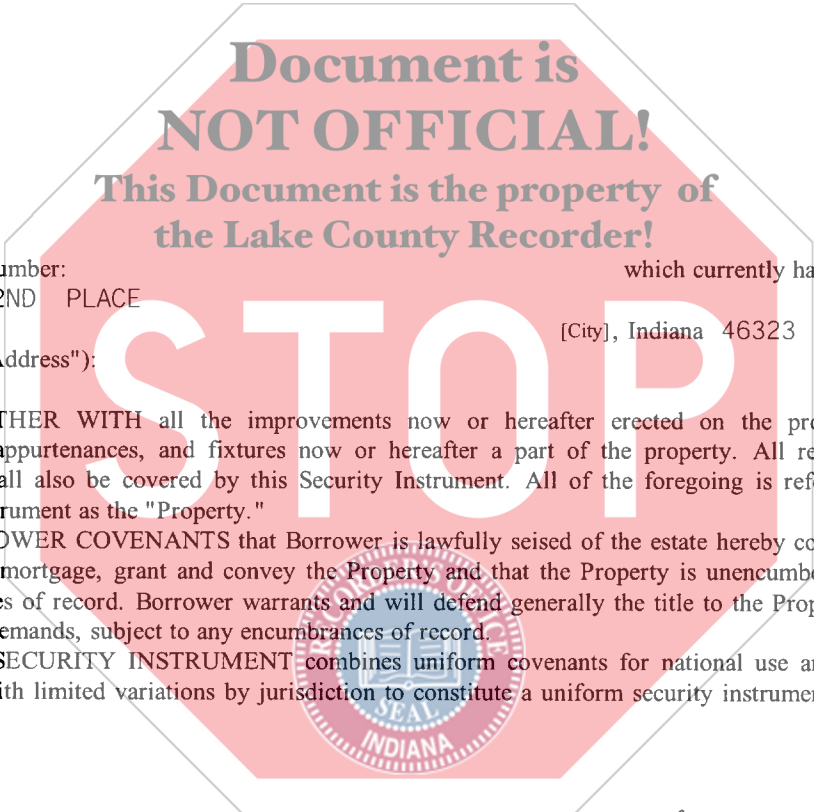 Document is
NOT OFFICIAL!
This Document is the property of
the Lake County Recorder!
umber: which currently ha
2ND PLACE
[City], Indiana 46323
Address"):
STOP
THER WITH all the improvements now or hereafter erected on the pro
appurtenances, and fixtures now or hereafter a part of the property. All re
all also be covered by this Security Instrument. All of the foregoing is refe
rument as the "Property."
OWER COVENANTS that Borrower is lawfully seised of the estate hereby co
mortgage, grant and convey the Property and that the Property is unencumbe
es of record. Borrower warrants and will defend generally the title to the Prop
emands, subject to any encumbrances of record.
SECURITY INSTRUMENT combines uniform covenants for national use an
ith limited variations by jurisdiction to constitute a uniform security instrumen
RECORDER'S OFFICE
SEAL
INDIANA